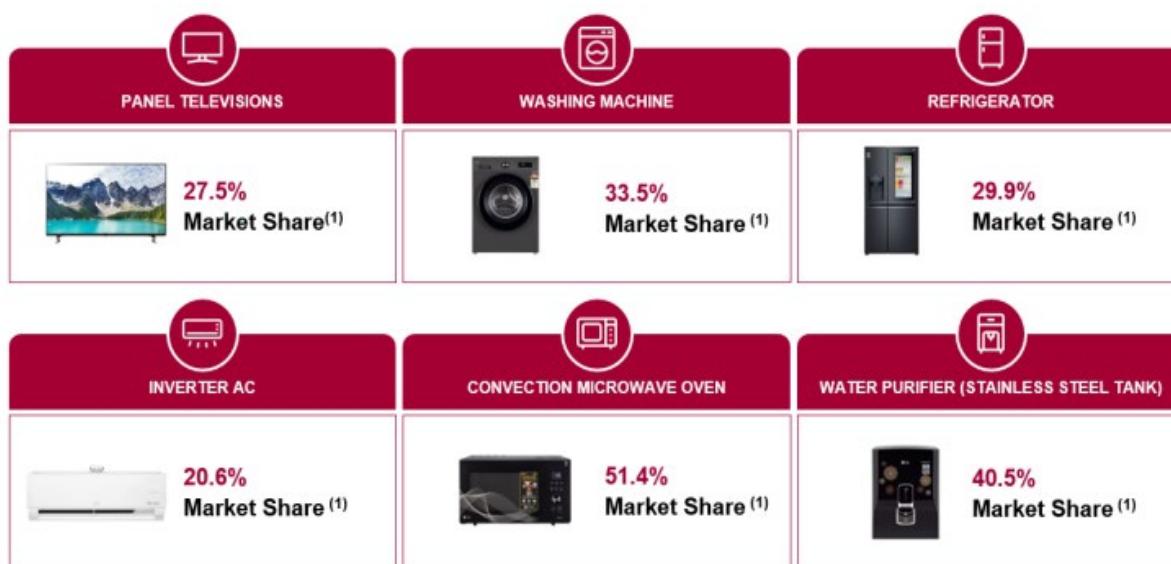 PANEL TELEVISIONS
WASHING MACHINE
REFRIGERATOR
27.5%
Market Share(1)
33.5%
Market Share (1)
29.9%
Market Share (1)
INVERTER AC
CONVECTION MICROWAVE OVEN
WATER PURIFIER (STAINLESS STEEL TANK)
20.6%
Market Share (1)
51.4%
Market Share (1)
40.5%
Market Share (1)